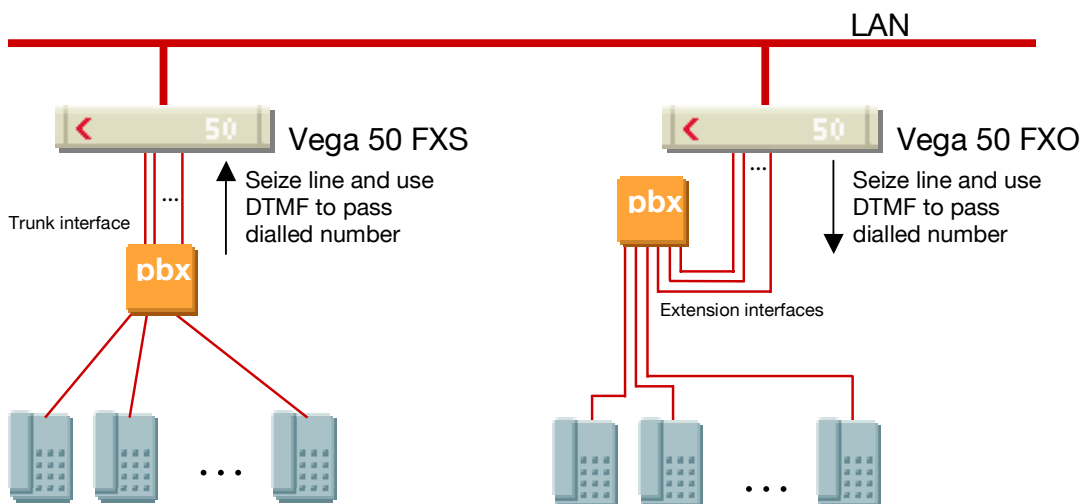 LAN
50
Vega 50 FXS
...
Seize line and use
DTMF to pass
dialled number
Trunk interface
pbx
...
50
Vega 50 FXO
...
Seize line and use
DTMF to pass
dialled number
pbx
Extension interfaces
...